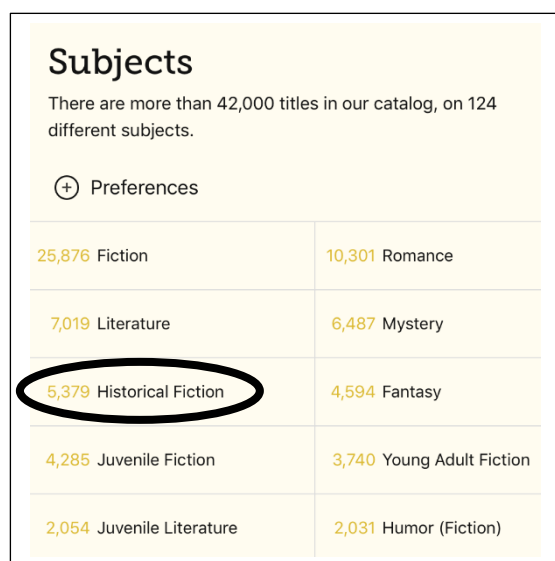 Subjects
There are more than 42,000 titles in our catalog, on 124
different subjects.
Preferences
25,876 Fiction
10,301 Romance
7,019 Literature
6,487 Mystery
5,379 Historical Fiction
4,594 Fantasy
4,285 Juvenile Fiction
3,740 Young Adult Fiction
2,054 Juvenile Literature
2,031 Humor (Fiction)